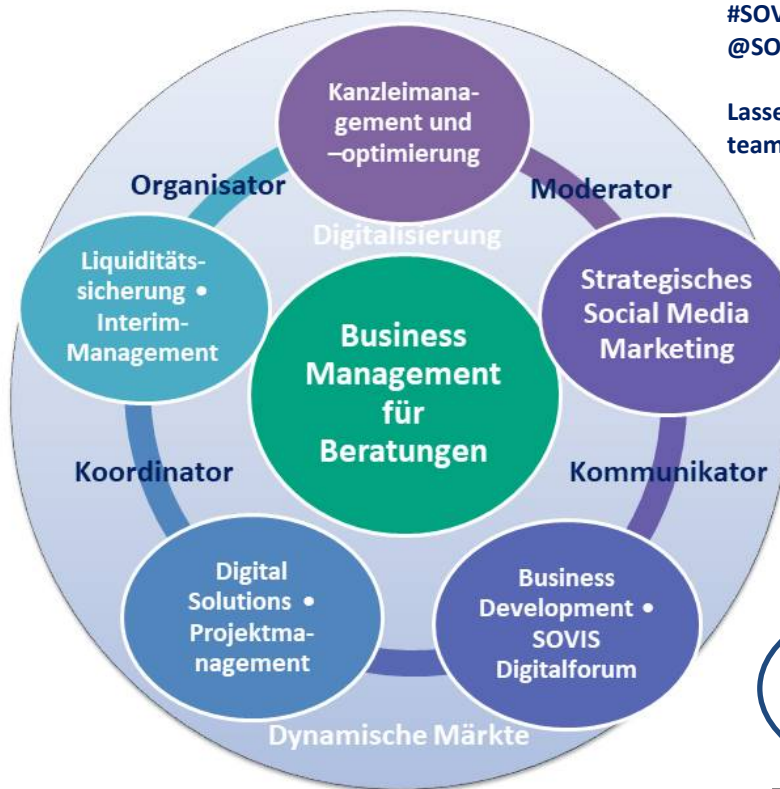 #SOV
@SO
Lasse
team
Kanzleimana-
gement und
–optimierung
Organisator
Moderator
Digitalisierung
Liquiditäts-
sicherung •
Interim-
Management
Strategisches
Social Media
Marketing
Business
Management
für
Beratungen
Koordinator
Kommunikator
Digital
Solutions •
Projektma-
nagement
Business
Development •
SOVIS
Digitalforum
Dynamische Märkte